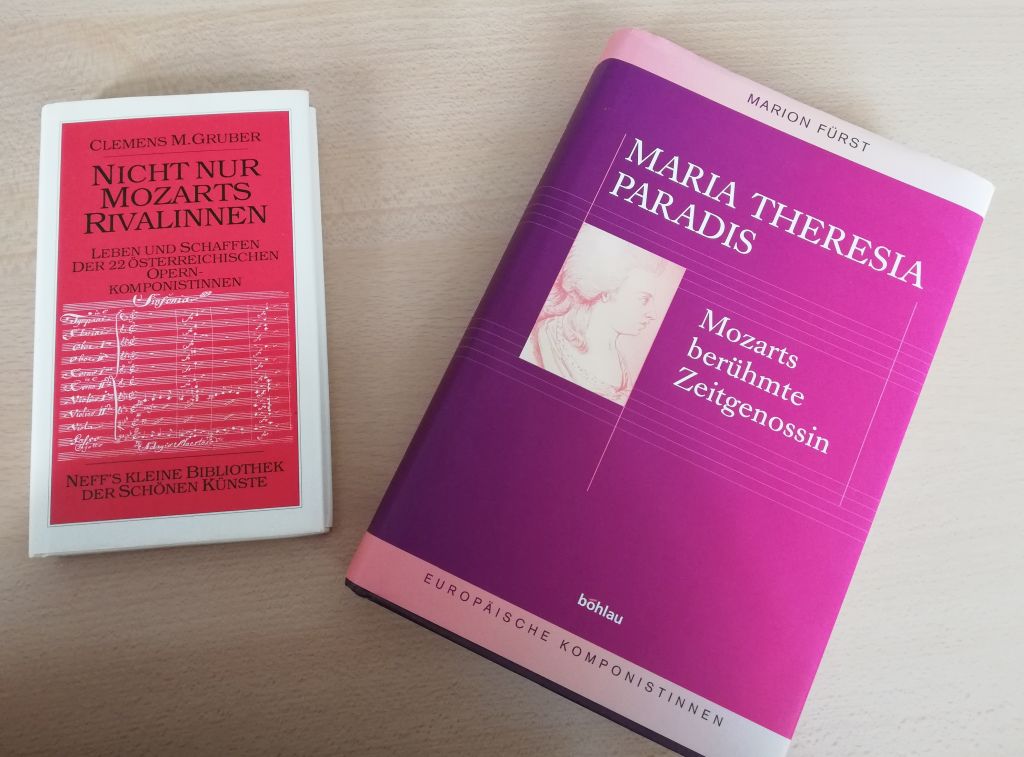 CLEMENS M. GRUBER
NICHT NUR
MOZARTS
RIVALINNEN
LEBEN UND SCHAFFEN
DER 22 ÖSTERREICHISCHEN
OPERN-
KOMPONISTINNEN
Sinfonia
NEFF'S KLEINE BIBLIOTHEK
DER SCHÖNEN KÜNSTE
MARION FÜRST
MARIA THERESIA
PARADIS
Mozarts
berühmte
Zeitgenossin
böhlau
EUROPÄISCHE KOMPONISTINNEN